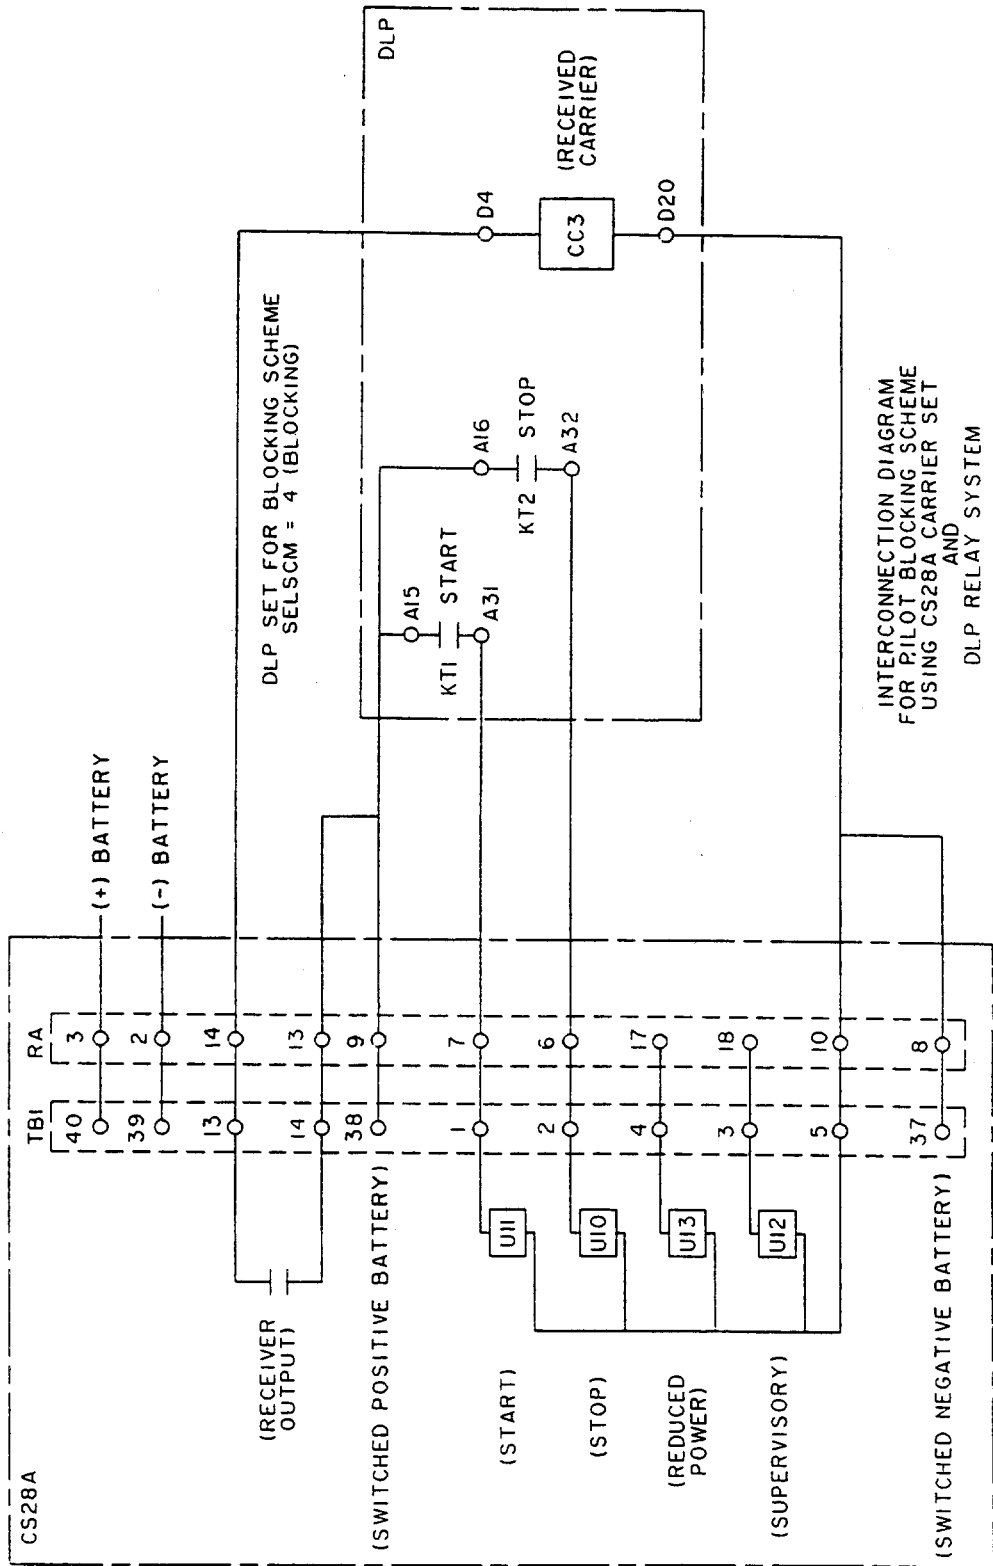 CS28A
TB1
RA
40
3
(+) BATTERY
39
2
(-) BATTERY
13
14
14
13
(RECEIVER
OUTPUT)
38
9
(SWITCHED POSITIVE BATTERY)
1
7
U11
(START)
2
6
U10
(STOP)
4
17
U13
(REDUCED
POWER)
3
18
U12
(SUPERVISORY)
5
10
37
8
(SWITCHED NEGATIVE BATTERY)
DLP SET FOR BLOCKING SCHEME
SELSCM = 4 (BLOCKING)
DLP
A15
KT1
START
A31
A16
KT2
STOP
A32
D4
CC3
(RECEIVED
CARRIER)
D20
INTERCONNECTION DIAGRAM
FOR PILOT BLOCKING SCHEME
USING CS28A CARRIER SET
AND
DLP RELAY SYSTEM